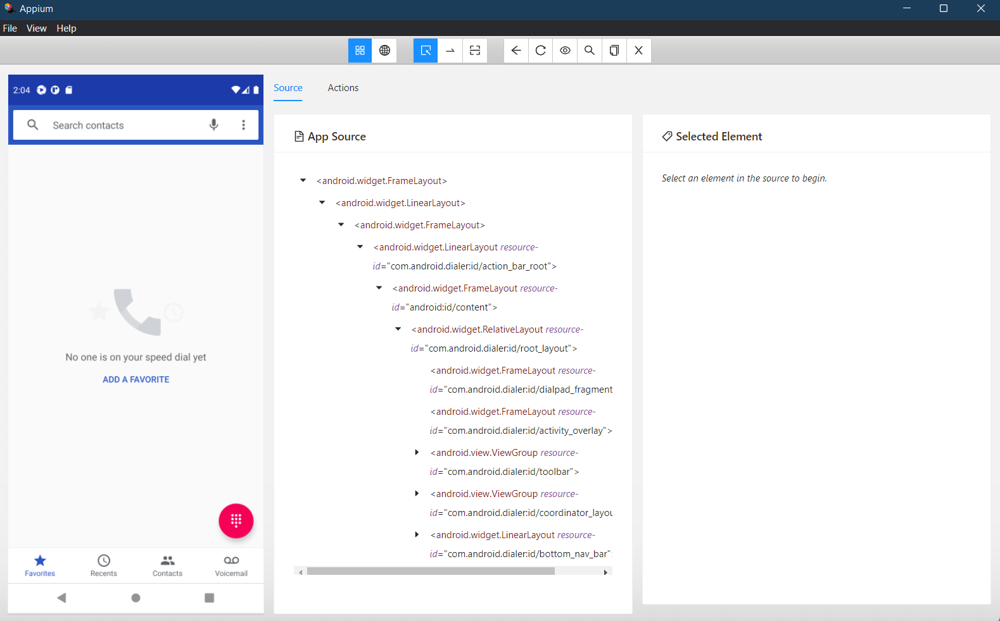 Appium
File View Help
2:04
Search contacts
No one is on your speed dial yet
ADD A FAVORITE
Favorites Recents Contacts Voicemail
Source Actions
App Source
<android.widget.FrameLayout>
<android.widget.LinearLayout>
<android.widget.FrameLayout>
<android.widget.LinearLayout resource-
id="com.android.dialer:id/action_bar_root">
<android.widget.FrameLayout resource-
id="android:id/content">
<android.widget.RelativeLayout resource-
id="com.android.dialer:id/root_layout">
<android.widget.FrameLayout resource-
id="com.android.dialer:id/dialpad_fragment
<android.widget.FrameLayout resource-
id="com.android.dialer:id/activity_overlay">
<android.view.ViewGroup resource-
id="com.android.dialer:id/toolbar">
<android.view.ViewGroup resource-
id="com.android.dialer:id/coordinator_layou
<android.widget.LinearLayout resource-
id="com.android.dialer:id/bottom_nav_bar"
Selected Element
Select an element in the source to begin.